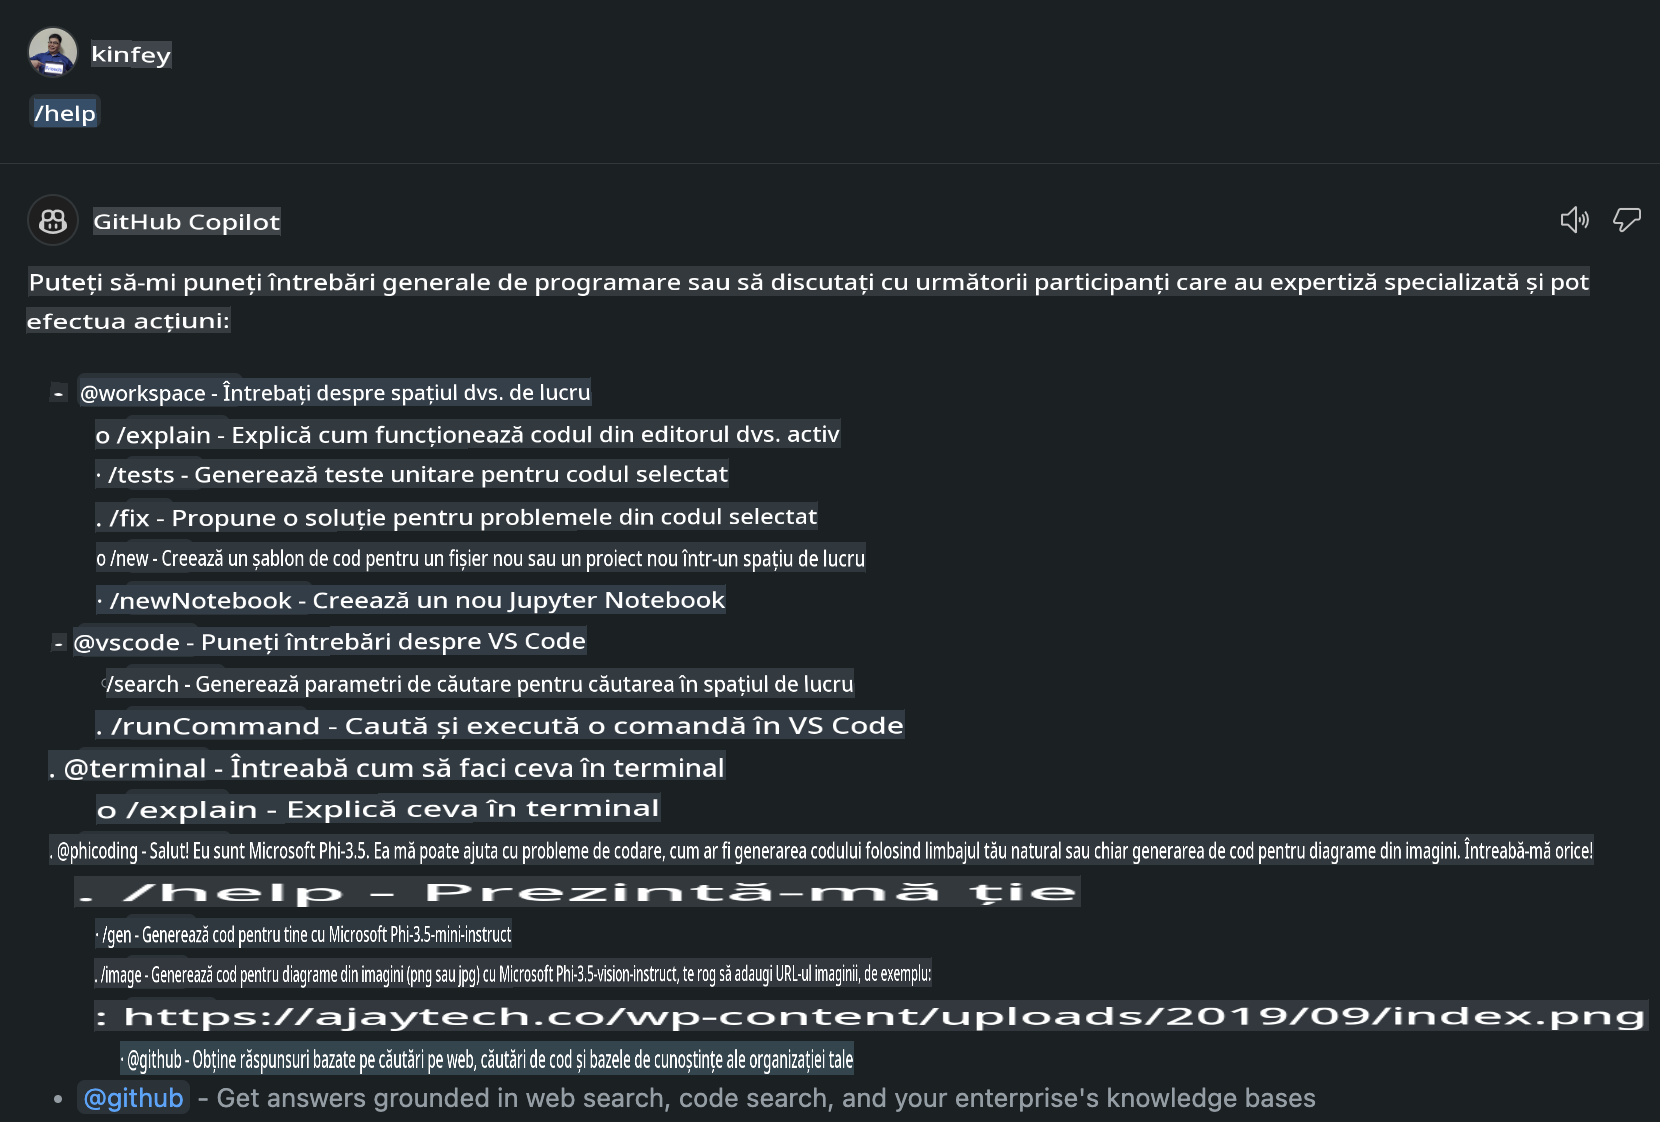 kinfey
/help
GitHub Copilot
Puteți să-mi puneți întrebări generale de programare sau să discutați cu următorii participanți care au expertiză specializată și pot
efectua acțiuni:
- @workspace - Întrebați despre spațiul dvs. de lucru
o /explain - Explică cum funcționează codul din editorul dvs. activ
· /tests - Generează teste unitare pentru codul selectat
. /fix - Propune o soluție pentru problemele din codul selectat
o /new - Creează un șablon de cod pentru un fișier nou sau un proiect nou într-un spațiu de lucru
· /newNotebook - Creează un nou Jupyter Notebook
- @vscode - Puneți întrebări despre VS Code
/search - Generează parametri de căutare pentru căutarea în spațiul de lucru
. /runCommand - Caută și execută o comandă în VS Code
. @terminal - Întreabă cum să faci ceva în terminal
o /explain - Explică ceva în terminal
. @phicoding - Salut! Eu sunt Microsoft Phi-3.5. Ea mă poate ajuta cu probleme de codare, cum ar fi generarea codului folosind limbajul tău natural sau chiar generarea de cod pentru diagrame din imagini. Întreabă-mă orice!
. /help - Prezintă-mă ție
· /gen - Generează cod pentru tine cu Microsoft Phi-3.5-mini-instruct
. /image - Generează cod pentru diagrame din imagini (png sau jpg) cu Microsoft Phi-3.5-vision-instruct, te rog să adaugi URL-ul imaginii, de exemplu:
: https://ajaytech.co/wp-content/uploads/2019/09/index.png
· @github - Obține răspunsuri bazate pe căutări pe web, căutări de cod și bazele de cunoștințe ale organizației tale
• @github - Get answers grounded in web search, code search, and your enterprise's knowledge bases